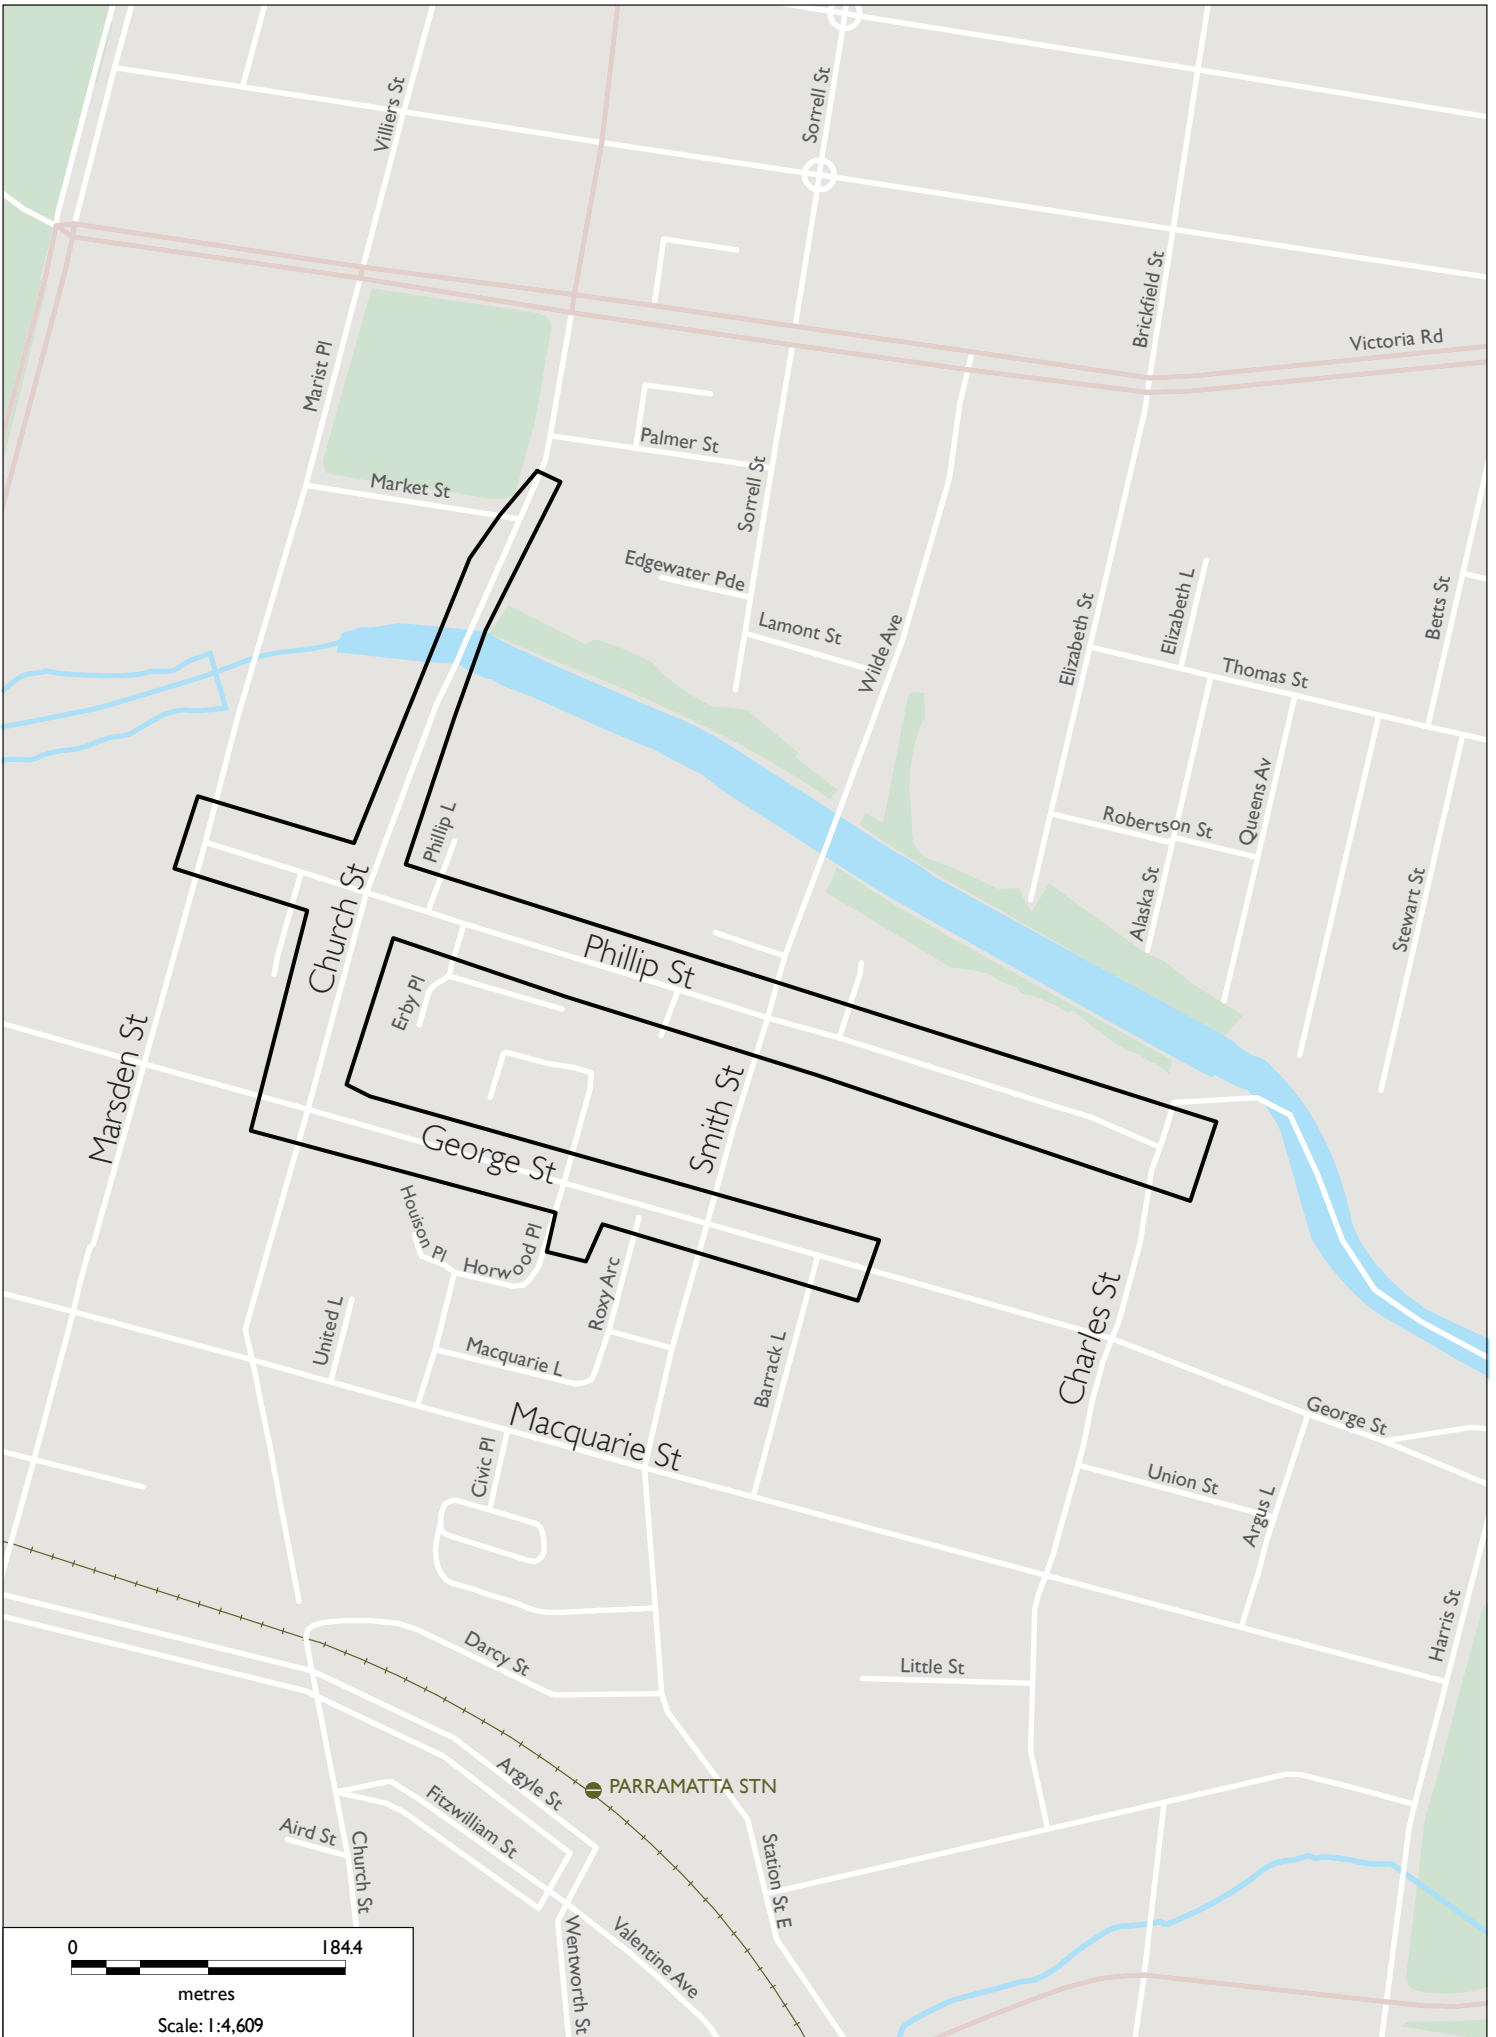 Villiers St
Sorrell St
Brickfield St
Victoria Rd
Marist Pl
Palmer St
Sorrell St
Market St
Edgewater Pde
Lamont St
Wilde Ave
Elizabeth St
Elizabeth L
Betts St
Thomas St
Phillip L
Robertson St
Queens Av
Alaska St
Stewart St
Church St
Phillip St
Erby Pl
Marsden St
Smith St
George St
Houison Pl
Horwood Pl
Roxy Arc
United L
Macquarie L
Barrack L
Charles St
George St
Macquarie St
Civic Pl
Union St
Argus L
Harris St
Darcy St
Little St
Argyle St
PARRAMATTA STN
Fitzwilliam St
Aird St
Church St
Station St E
Wentworth St
Valentine Ave
0 184.4
metres
Scale: 1:4,609